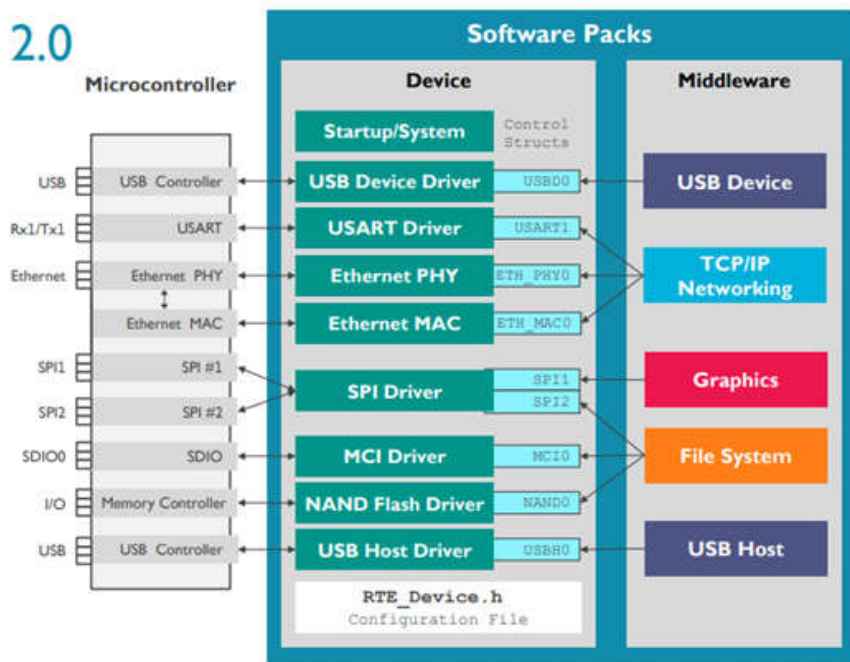 2.0
Software Packs
Microcontroller
Device
Middleware
Startup/System
Control
Structs
USB
USB Controller
USB Device Driver
USBD0
USB Device
Rx1/Tx1
USART
USART Driver
USART1
Ethernet
Ethernet PHY
Ethernet PHY
ETH_PHY0
TCP/IP
Networking
Ethernet MAC
Ethernet MAC
ETH_MAC0
SPI1
SPI #1
SPI Driver
SPI1
Graphics
SPI2
SPI #2
SPI2
SDIO0
SDIO
MCI Driver
MCI0
File System
I/O
Memory Controller
NAND Flash Driver
NAND0
USB
USB Controller
USB Host Driver
USBH0
USB Host
RTE_Device.h
Configuration File